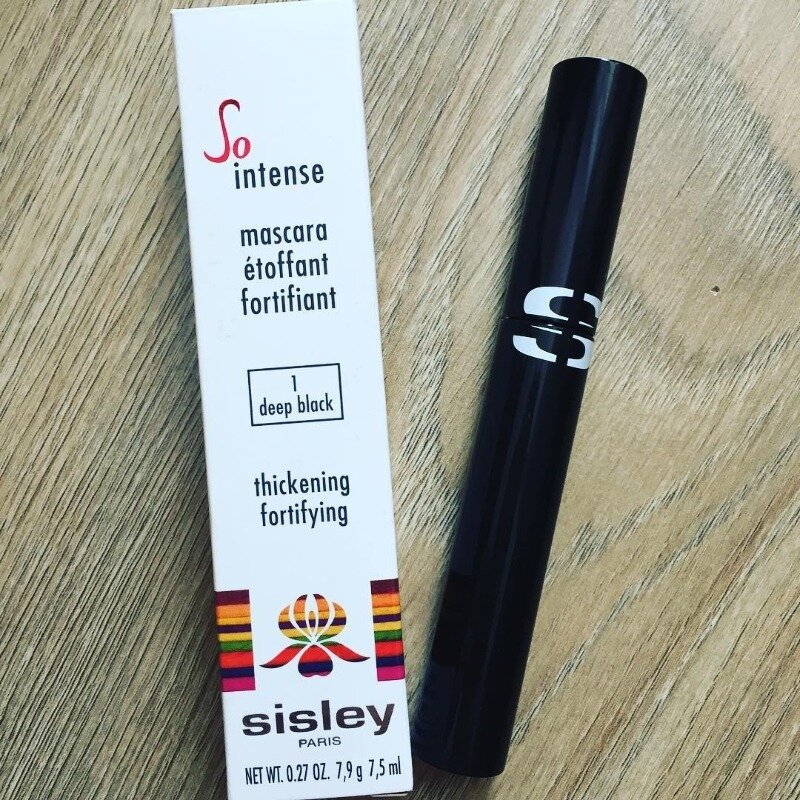 So
intense
mascara
étoffant
fortifiant
1
deep black
thickening
fortifying
sisley
PARIS
NET WT. 0.27 OZ. 7,9 g 7,5 ml
S